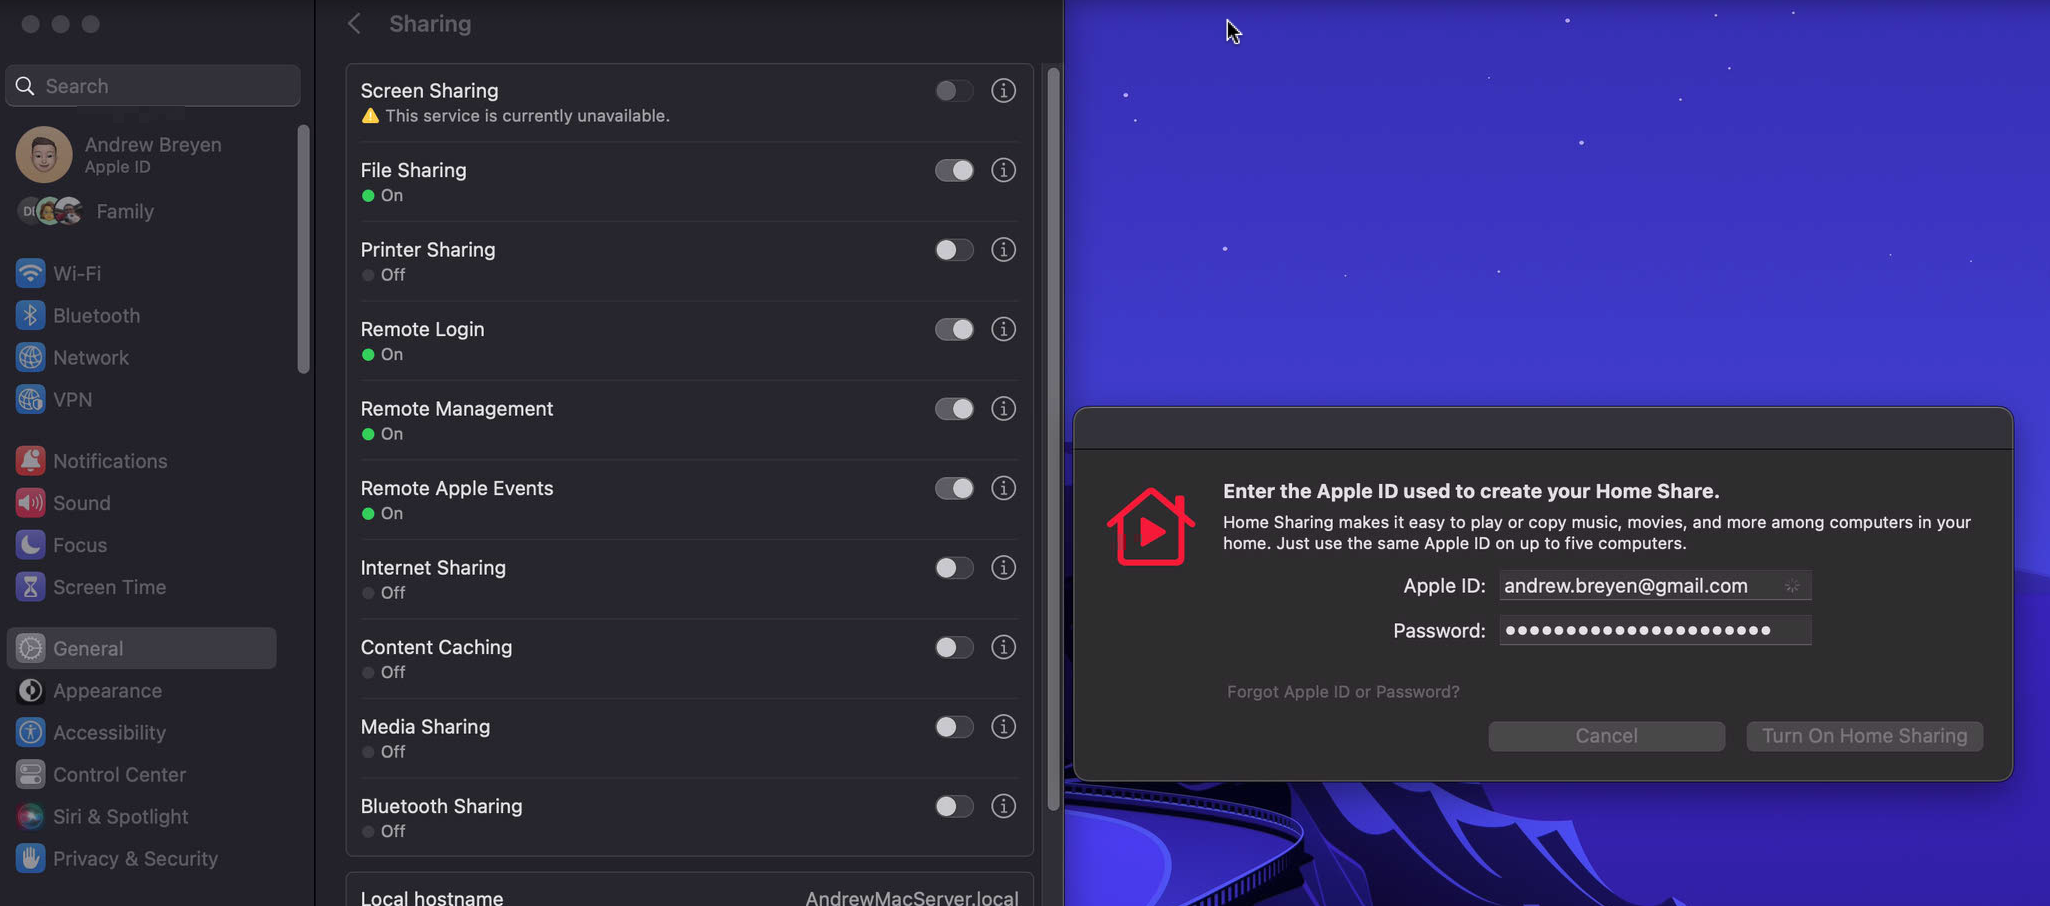 Sharing
Search
Andrew Breyen
Apple ID
Family
Wi-Fi
Bluetooth
Network
VPN
Notifications
Sound
Focus
Screen Time
General
Appearance
Accessibility
Control Center
Siri & Spotlight
Privacy & Security
Screen Sharing
This service is currently unavailable.
File Sharing
On
Printer Sharing
Off
Remote Login
On
Remote Management
On
Remote Apple Events
On
Internet Sharing
Off
Content Caching
Off
Media Sharing
Off
Bluetooth Sharing
Off
Local hostname AndrewMacServer.local
Enter the Apple ID used to create your Home Share.
Home Sharing makes it easy to play or copy music, movies, and more among computers in your
home. Just use the same Apple ID on up to five computers.
Apple ID: andrew.breyen@gmail.com
Password: ••••••••••••••••••••••
Forgot Apple ID or Password?
Cancel Turn On Home Sharing